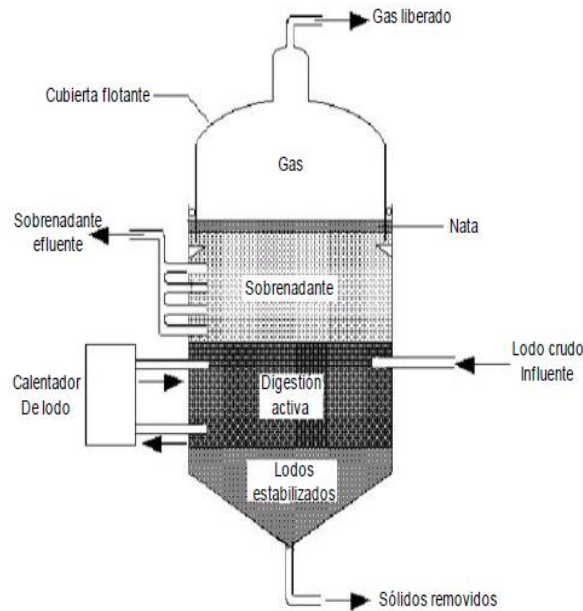 Gas liberado
Cubierta flotante
Gas
Sobrenadante
efluente
Nata
Sobrenadante
Lodo crudo
Influente
Calentador
De lodo
Digestión
activa
Lodos
estabilizados
Sólidos removidos